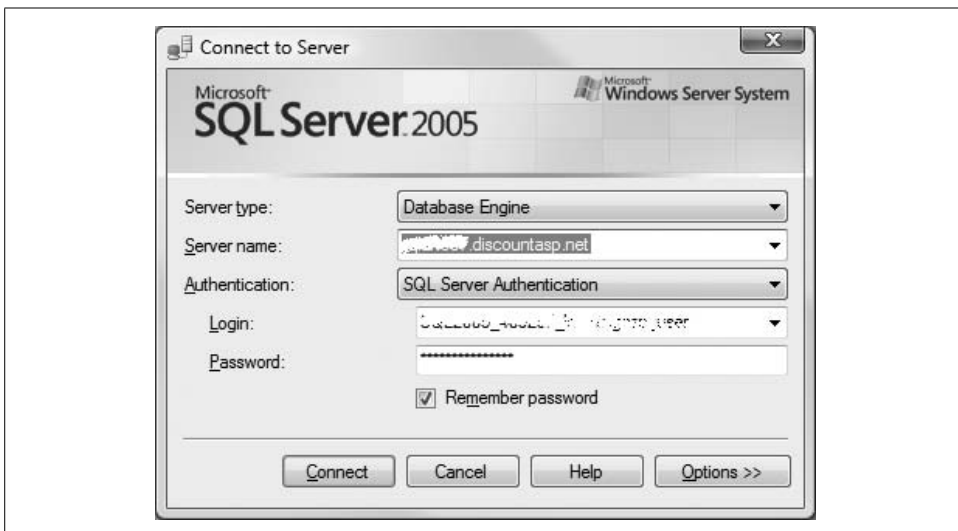 Connect to Server
Microsoft
SQL Server 2005
Microsoft
Windows Server System
Server type: Database Engine
Server name: .discountasp.net
Authentication: SQL Server Authentication
Login: user
Password: ***************
Remember password
Connect Cancel Help Options >>